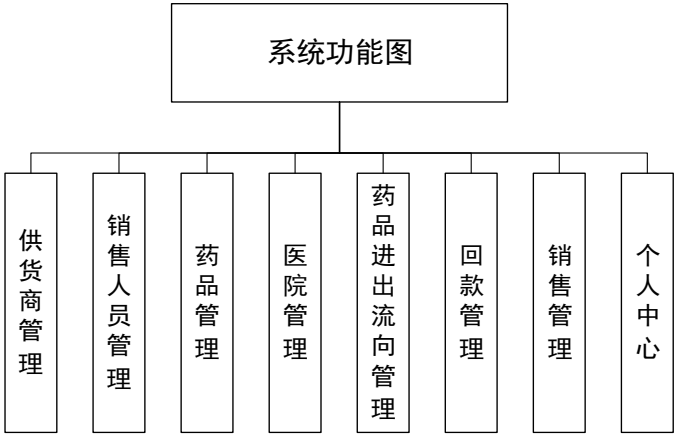 系统功能图
供货商管理
销售人员管理
药品管理
医院管理
药品进出流向管理
回款管理
销售管理
个人中心